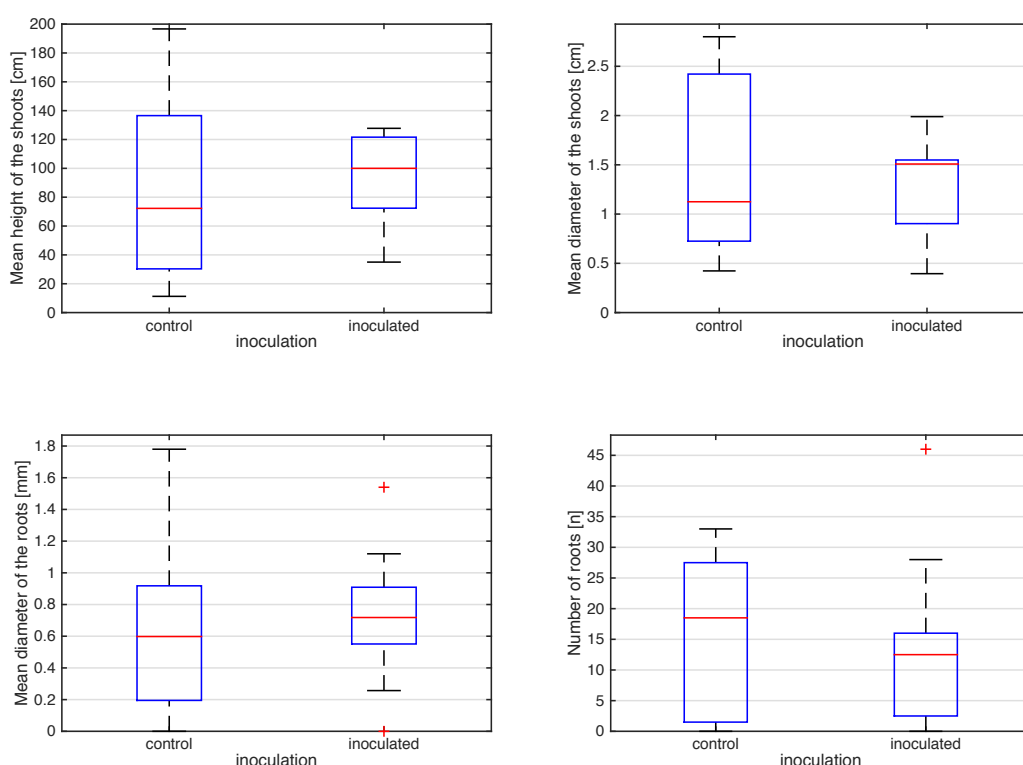 Mean height of the shoots [cm]
200
180
160
140
120
100
80
60
40
20
0
control
inoculated
inoculation
Mean diameter of the shoots [cm]
2.5
2
1.5
1
0.5
0
control
inoculated
inoculation
Mean diameter of the roots [mm]
1.8
1.6
1.4
1.2
1
0.8
0.6
0.4
0.2
0
control
inoculated
inoculation
Number of roots [n]
45
40
35
30
25
20
15
10
5
0
control
inoculated
inoculation